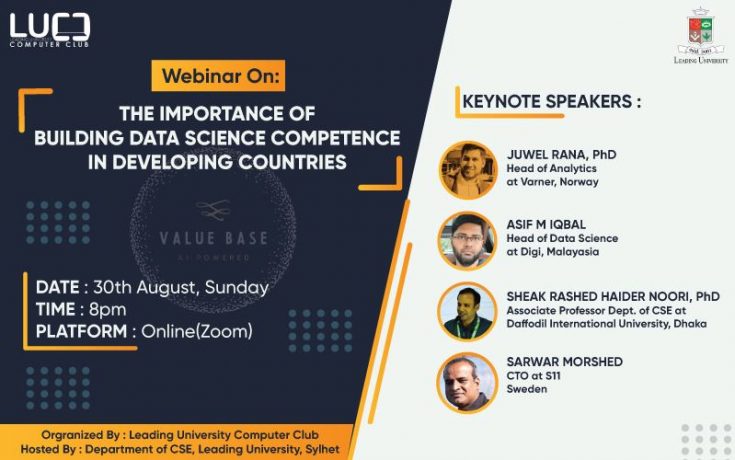 LUCC
COMPUTER CLUB
LEADING UNIVERSITY
Webinar On:
THE IMPORTANCE OF
BUILDING DATA SCIENCE COMPETENCE
IN DEVELOPING COUNTRIES
VALUE BASE
AI POWERED
DATE : 30th August, Sunday
TIME : 8pm
PLATFORM : Online(Zoom)
Orgranized By : Leading University Computer Club
Hosted By : Department of CSE, Leading University, Sylhet
KEYNOTE SPEAKERS :
JUWEL RANA, PhD
Head of Analytics
at Varner, Norway
ASIF M IQBAL
Head of Data Science
at Digi, Malayasia
SHEAK RASHED HAIDER NOORI, PhD
Associate Professor Dept. of CSE at
Daffodil International University, Dhaka
SARWAR MORSHED
CTO at S11
Sweden